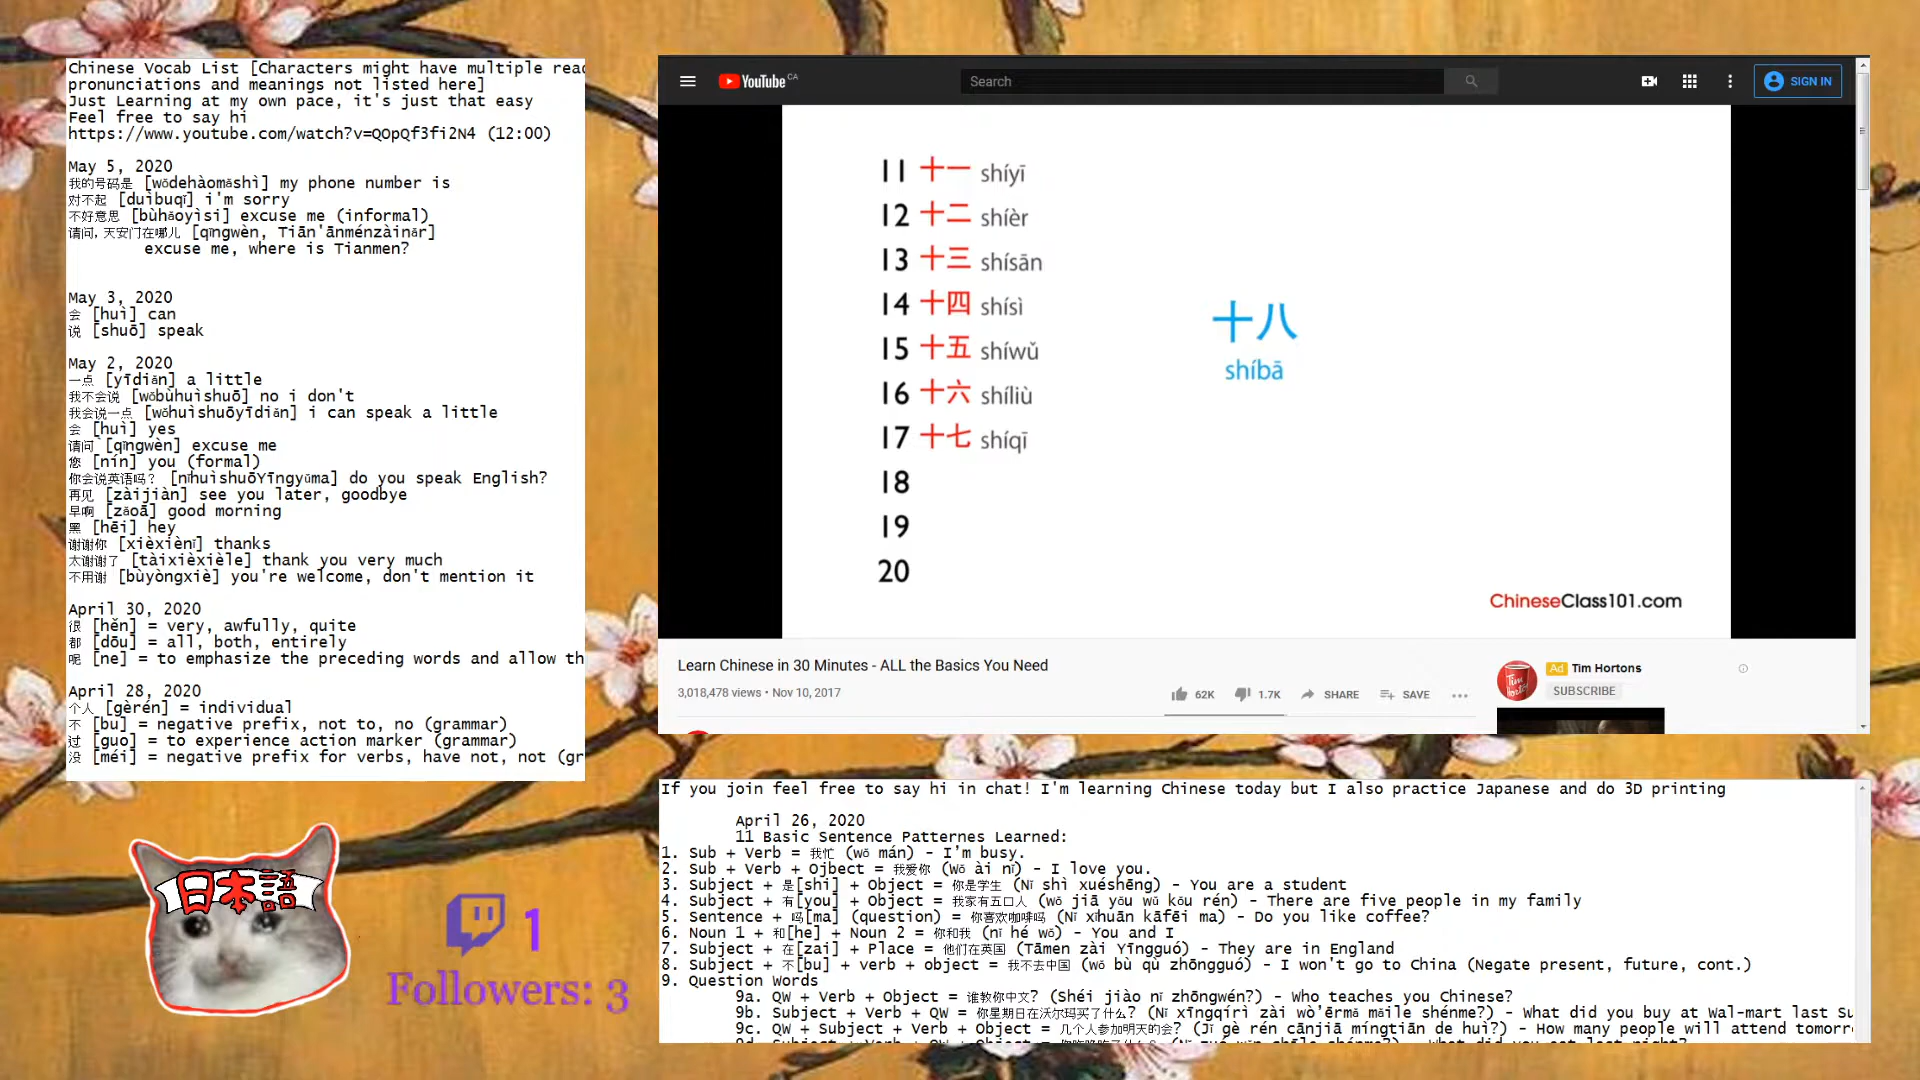 Chinese Vocab List [Characters might have multiple read
pronunciations and meanings not listed here]
Just Learning at my own pace, it's just that easy
Feel free to say hi
https://www.youtube.com/watch?v=QOpQf3fi2N4 (12:00)
May 5, 2020
我的号码是 [wǒdehàomǎshì] my phone number is
对不起 [duìbuqǐ] i'm sorry
不好意思 [bùhǎoyìsi] excuse me (informal)
请问，天安门在哪儿 [qǐngwèn, Tiān'ānménzàinǎr]
excuse me, where is Tianmen?
May 3, 2020
会 [huì] can
说 [shuō] speak
May 2, 2020
一点 [yīdiǎn] a little
我不会说 [wǒbùhuìshuō] no i don't
我会说一点 [wǒhuìshuōyīdiǎn] i can speak a little
会 [huì] yes
请问 [qǐngwèn] excuse me
您 [nín] you (formal)
你会说英语吗？ [nǐhuìshuōYīngyǔma] do you speak English?
再见 [zàijiàn] see you later, goodbye
早啊 [zǎoā] good morning
黑 [hēi] hey
谢谢你 [xièxiènǐ] thanks
太谢谢了 [tàixièxièle] thank you very much
不用谢 [bùyòngxiè] you're welcome, don't mention it
April 30, 2020
很 [hěn] = very, awfully, quite
都 [dōu] = all, both, entirely
呢 [ne] = to emphasize the preceding words and allow th
April 28, 2020
个人 [gèrén] = individual
不 [bu] = negative prefix, not to, no (grammar)
过 [guo] = to experience action marker (grammar)
没 [méi] = negative prefix for verbs, have not, not (gr
YouTube CA
Search
SIGN IN
11 十一 shíyī
12 十二 shíèr
13 十三 shísān
14 十四 shísì
15 十五 shíwǔ
16 十六 shíliù
17 十七 shíqī
18
19
20
十八
shíbā
ChineseClass101.com
Learn Chinese in 30 Minutes - ALL the Basics You Need
3,018,478 views • Nov 10, 2017
62K 1.7K SHARE SAVE
Ad Tim Hortons
SUBSCRIBE
If you join feel free to say hi in chat! I'm learning Chinese today but I also practice Japanese and do 3D printing
April 26, 2020
11 Basic Sentence Patternes Learned:
1. Sub + Verb = 我忙 (wǒ mán) - I'm busy.
2. Sub + Verb + Ojbect = 我爱你 (wǒ ài nǐ) - I love you.
3. Subject + 是[shi] + Object = 你是学生 (Nǐ shì xuéshēng) - You are a student
4. Subject + 有[you] + Object = 我家有五口人 (wǒ jiā yǒu wǔ kǒu rén) - There are five people in my family
5. Sentence + 吗[ma] (question) = 你喜欢咖啡吗 (Nǐ xǐhuān kāfēi ma) - Do you like coffee?
6. Noun 1 + 和[he] + Noun 2 = 你和我 (nǐ hé wǒ) - You and I
7. Subject + 在[zai] + Place = 他们在英国 (Tāmen zài Yīngguó) - They are in England
8. Subject + 不[bu] + verb + object = 我不去中国 (wǒ bù qù zhōngguó) - I won't go to China (Negate present, future, cont.)
9. Question Words
9a. QW + Verb + Object = 谁教你中文? (Shéi jiào nǐ zhōngwén?) - Who teaches you Chinese?
9b. Subject + Verb + QW = 你星期日在沃尔玛买了什么? (Nǐ xīngqírì zài wò'ěrmǎ mǎile shénme?) - What did you buy at Wal-mart last Su
9c. QW + Subject + Verb + Object = 几个人参加明天的会? (Jǐ gè rén cānjiā míngtiān de huì?) - How many people will attend tomorr
日本語
1
Followers: 3